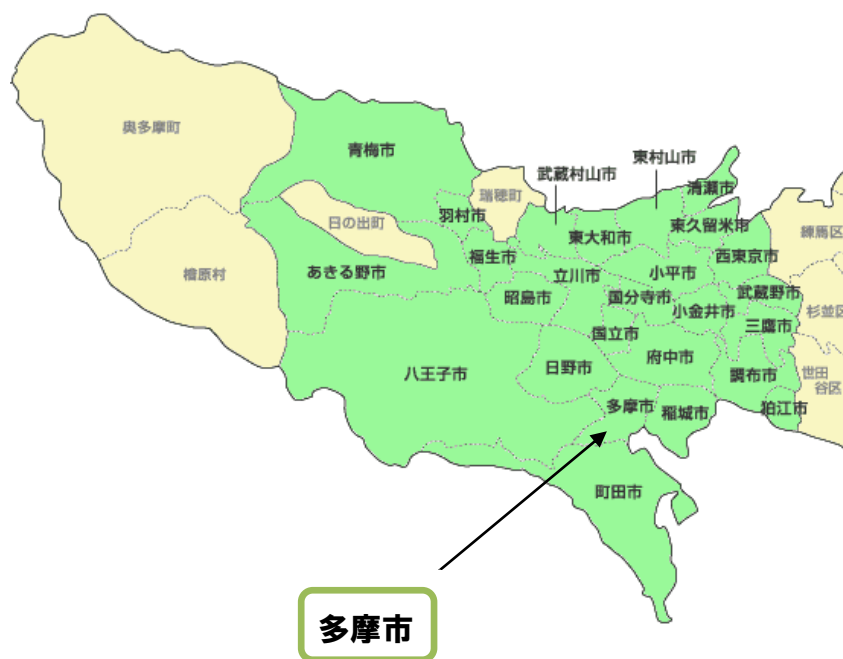 奥多摩町
青梅市
武蔵村山市
東村山市
清瀬市
瑞穂町
羽村市
日の出町
東大和市
東久留米市
練馬区
檜原村
あきる野市
福生市
立川市
小平市
西東京市
昭島市
国分寺市
武蔵野市
小金井市
杉並区
国立市
三鷹市
八王子市
日野市
府中市
調布市
世田
谷区
多摩市
稲城市
狛江市
町田市
多摩市